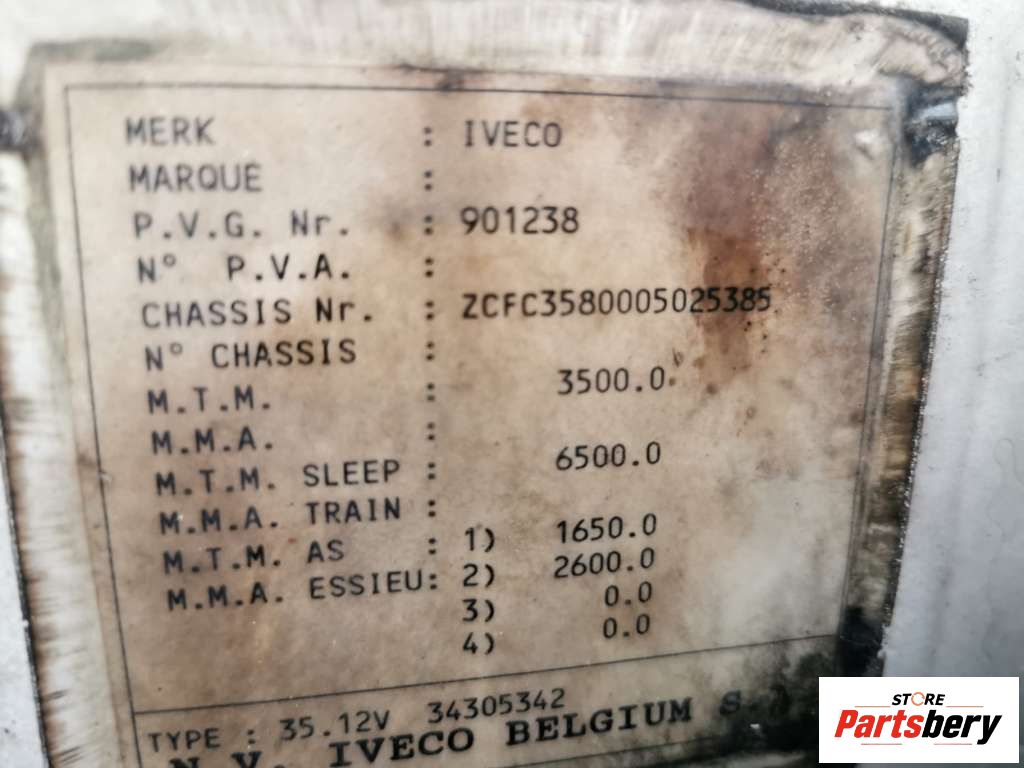 MERK : IVECO
MARQUE :
P.V.G. Nr. : 901238
N° P.V.A. :
CHASSIS Nr. : ZCFC3580005025385
N° CHASSIS :
M.T.M. : 3500.0
M.M.A. :
M.T.M. SLEEP : 6500.0
M.M.A. TRAIN :
M.T.M. AS : 1) 1650.0
M.M.A. ESSIEU: 2) 2600.0
3) 0.0
4) 0.0
TYPE : 35.12V 34305342
N.V. IVECO BELGIUM
STORE
Partsbery